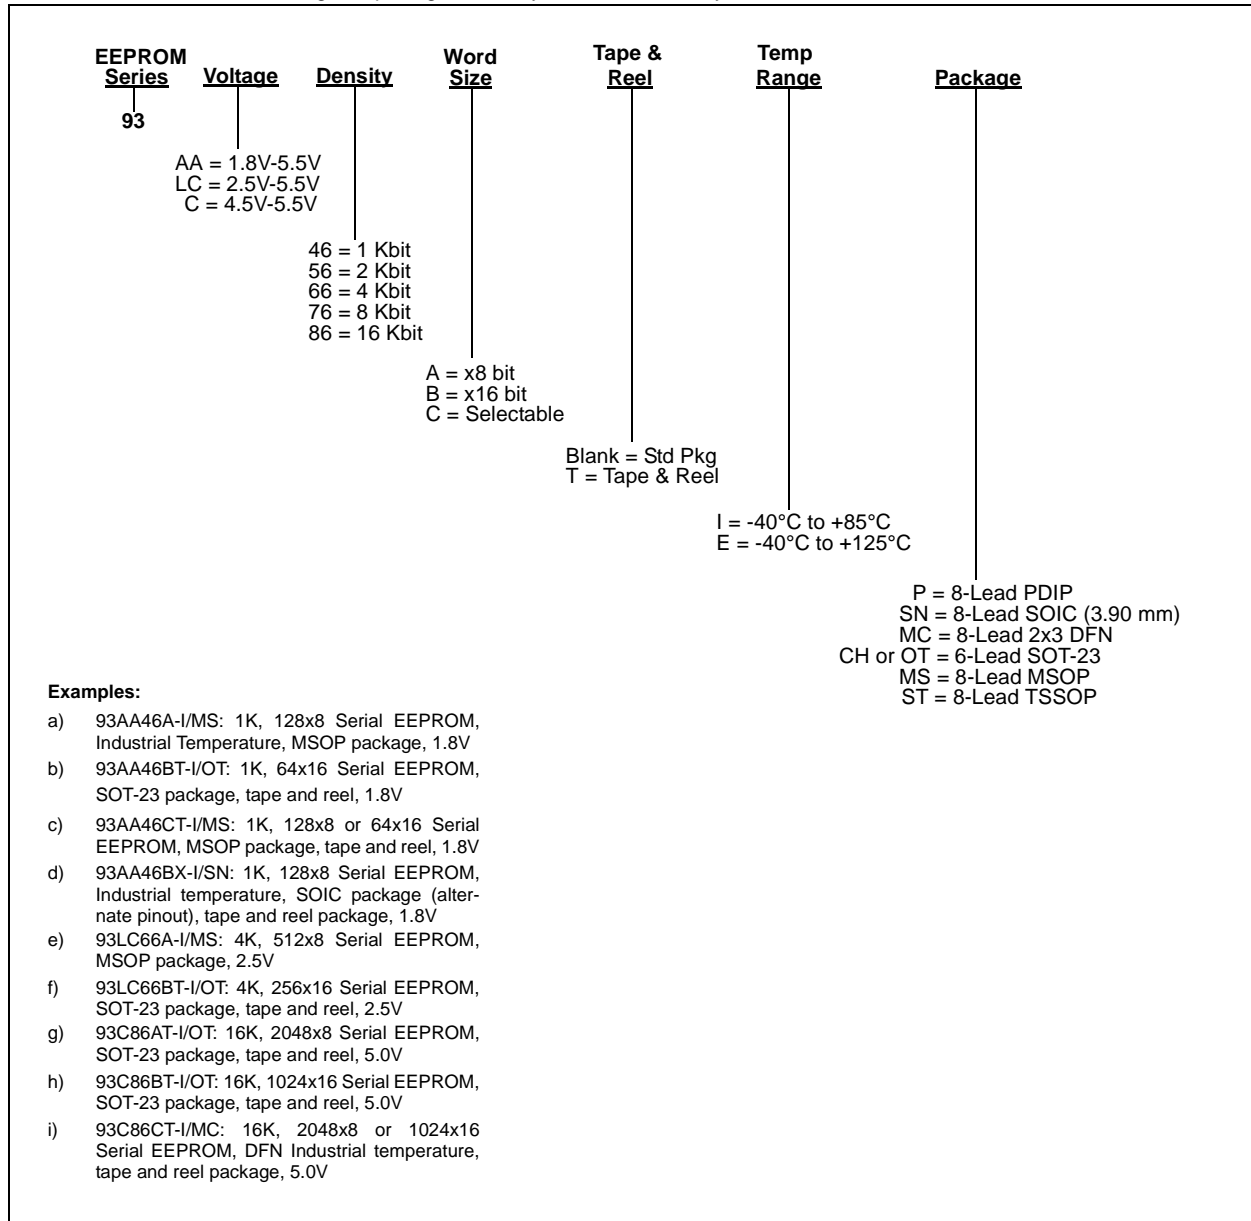 EEPROM Series
Voltage
Density
Word Size
Tape & Reel
Temp Range
Package
93
AA = 1.8V-5.5V
LC = 2.5V-5.5V
C = 4.5V-5.5V
46 = 1 Kbit
56 = 2 Kbit
66 = 4 Kbit
76 = 8 Kbit
86 = 16 Kbit
A = x8 bit
B = x16 bit
C = Selectable
Blank = Std Pkg
T = Tape & Reel
I = -40°C to +85°C
E = -40°C to +125°C
P = 8-Lead PDIP
SN = 8-Lead SOIC (3.90 mm)
MC = 8-Lead 2x3 DFN
CH or OT = 6-Lead SOT-23
MS = 8-Lead MSOP
ST = 8-Lead TSSOP
Examples:
a) 93AA46A-I/MS: 1K, 128x8 Serial EEPROM,
Industrial Temperature, MSOP package, 1.8V
b) 93AA46BT-I/OT: 1K, 64x16 Serial EEPROM,
SOT-23 package, tape and reel, 1.8V
c) 93AA46CT-I/MS: 1K, 128x8 or 64x16 Serial
EEPROM, MSOP package, tape and reel, 1.8V
d) 93AA46BX-I/SN: 1K, 128x8 Serial EEPROM,
Industrial temperature, SOIC package (alter-
nate pinout), tape and reel package, 1.8V
e) 93LC66A-I/MS: 4K, 512x8 Serial EEPROM,
MSOP package, 2.5V
f) 93LC66BT-I/OT: 4K, 256x16 Serial EEPROM,
SOT-23 package, tape and reel, 2.5V
g) 93C86AT-I/OT: 16K, 2048x8 Serial EEPROM,
SOT-23 package, tape and reel, 5.0V
h) 93C86BT-I/OT: 16K, 1024x16 Serial EEPROM,
SOT-23 package, tape and reel, 5.0V
i) 93C86CT-I/MC: 16K, 2048x8 or 1024x16
Serial EEPROM, DFN Industrial temperature,
tape and reel package, 5.0V